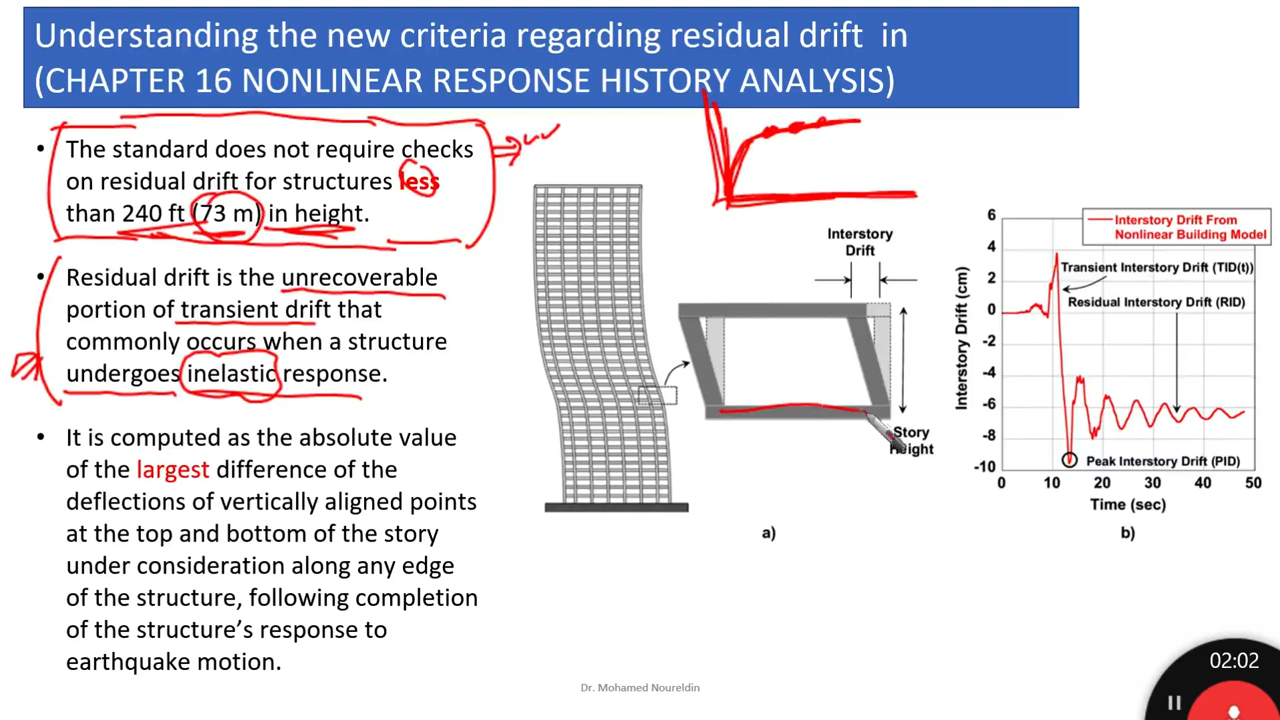 Understanding the new criteria regarding residual drift in
(CHAPTER 16 NONLINEAR RESPONSE HISTORY ANALYSIS)
• The standard does not require checks
on residual drift for structures less
than 240 ft (73 m) in height.
• Residual drift is the unrecoverable
portion of transient drift that
commonly occurs when a structure
undergoes inelastic response.
• It is computed as the absolute value
of the largest difference of the
deflections of vertically aligned points
at the top and bottom of the story
under consideration along any edge
of the structure, following completion
of the structure's response to
earthquake motion.
Interstory
Drift
Story
Height
a)
Interstory Drift From
Nonlinear Building Model
Transient Interstory Drift (TID(t))
Residual Interstory Drift (RID)
Peak Interstory Drift (PID)
Interstory Drift (cm)
6
4
2
0
-2
-4
-6
-8
-10
0 10 20 30 40 50
Time (sec)
b)
Dr. Mohamed Noureldin
02:02